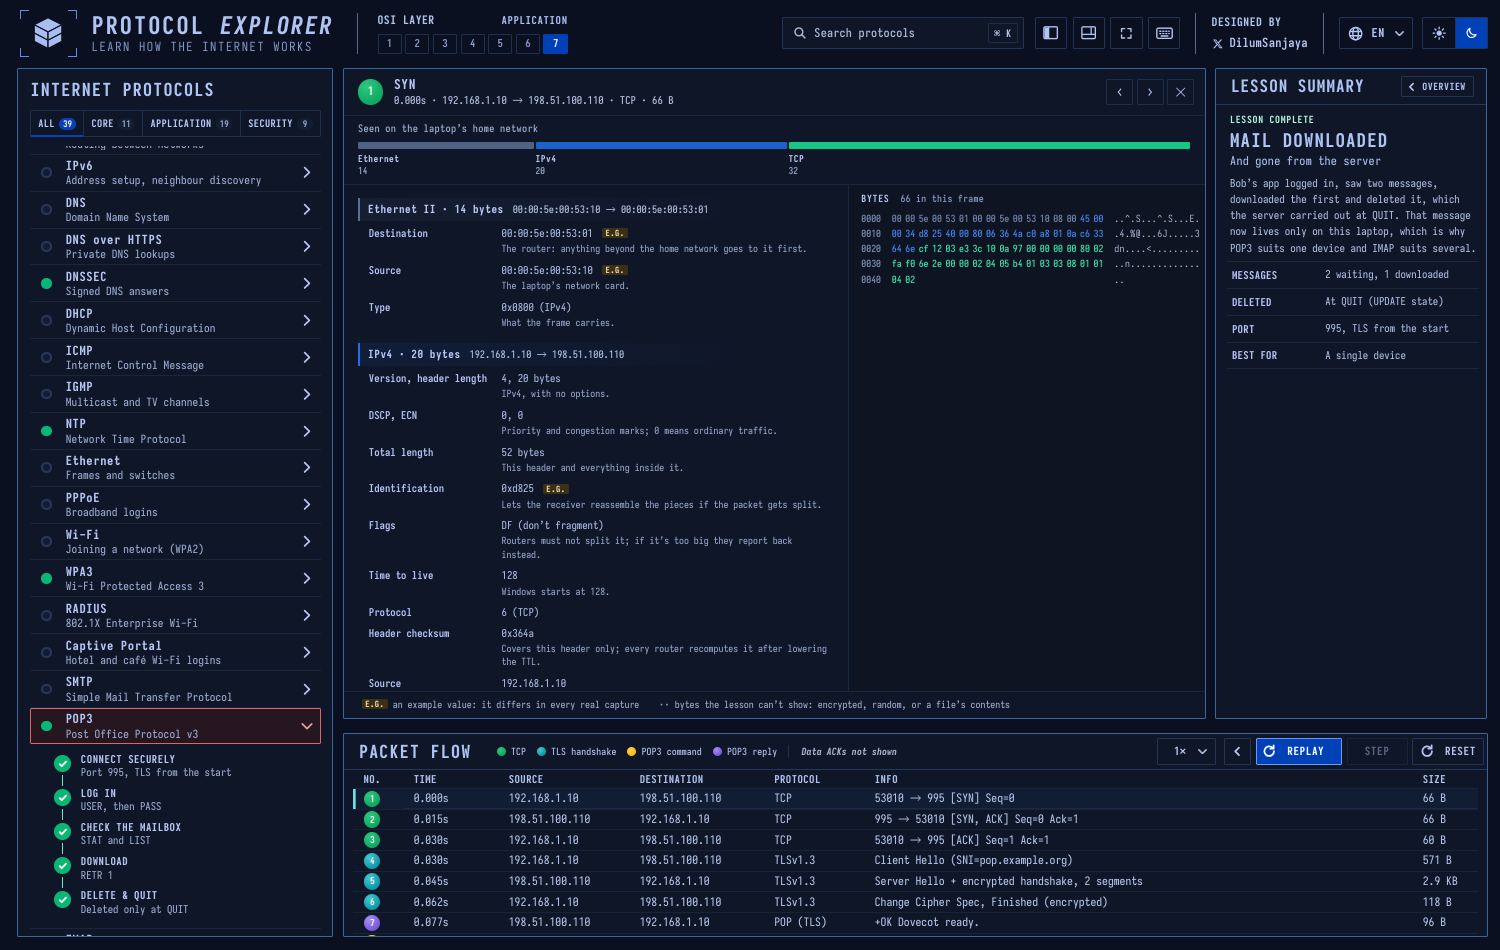 PROTOCOL EXPLORER
LEARN HOW THE INTERNET WORKS
OSI LAYER APPLICATION
1 2 3 4 5 6 7
Search protocols ⌘ K
DESIGNED BY
DilumSanjaya
EN
INTERNET PROTOCOLS
ALL 39 CORE 11 APPLICATION 19 SECURITY 9
IPv6
Address setup, neighbour discovery
DNS
Domain Name System
DNS over HTTPS
Private DNS lookups
DNSSEC
Signed DNS answers
DHCP
Dynamic Host Configuration
ICMP
Internet Control Message
IGMP
Multicast and TV channels
NTP
Network Time Protocol
Ethernet
Frames and switches
PPPoE
Broadband logins
Wi-Fi
Joining a network (WPA2)
WPA3
Wi-Fi Protected Access 3
RADIUS
802.1X Enterprise Wi-Fi
Captive Portal
Hotel and café Wi-Fi logins
SMTP
Simple Mail Transfer Protocol
POP3
Post Office Protocol v3
CONNECT SECURELY
Port 995, TLS from the start
LOG IN
USER, then PASS
CHECK THE MAILBOX
STAT and LIST
DOWNLOAD
RETR 1
DELETE & QUIT
Deleted only at QUIT
1 SYN
0.000s · 192.168.1.10 → 198.51.100.110 · TCP · 66 B
Seen on the laptop's home network
Ethernet IPv4 TCP
14 20 32
Ethernet II · 14 bytes 00:00:5e:00:53:10 → 00:00:5e:00:53:01
Destination 00:00:5e:00:53:01 E.G.
The router: anything beyond the home network goes to it first.
Source 00:00:5e:00:53:10 E.G.
The laptop's network card.
Type 0x0800 (IPv4)
What the frame carries.
IPv4 · 20 bytes 192.168.1.10 → 198.51.100.110
Version, header length 4, 20 bytes
IPv4, with no options.
DSCP, ECN 0, 0
Priority and congestion marks; 0 means ordinary traffic.
Total length 52 bytes
This header and everything inside it.
Identification 0xd825 E.G.
Lets the receiver reassemble the pieces if the packet gets split.
Flags DF (don't fragment)
Routers must not split it; if it's too big they report back
instead.
Time to live 128
Windows starts at 128.
Protocol 6 (TCP)
Header checksum 0x364a
Covers this header only; every router recomputes it after lowering
the TTL.
Source 192.168.1.10
BYTES 66 in this frame
0000 00 00 5e 00 53 01 00 00 5e 00 53 10 08 00 45 00 ..^.S...^.S...E.
0010 00 34 d8 25 40 00 80 06 36 4a c0 a8 01 0a c6 33 .4.%@...6J.....3
0020 64 6e cf 12 03 e3 3c 10 0a 97 00 00 00 00 80 02 dn....<.........
0030 fa f0 6e 2e 00 00 02 04 05 b4 01 03 03 08 01 01 ..n.............
0040 04 02 ..
E.G. an example value: it differs in every real capture ·· bytes the lesson can't show: encrypted, random, or a file's contents
LESSON SUMMARY OVERVIEW
LESSON COMPLETE
MAIL DOWNLOADED
And gone from the server
Bob's app logged in, saw two messages,
downloaded the first and deleted it, which
the server carried out at QUIT. That message
now lives only on this laptop, which is why
POP3 suits one device and IMAP suits several.
MESSAGES 2 waiting, 1 downloaded
DELETED At QUIT (UPDATE state)
PORT 995, TLS from the start
BEST FOR A single device
PACKET FLOW TCP TLS handshake POP3 command POP3 reply Data ACKs not shown 1× REPLAY STEP RESET
NO. TIME SOURCE DESTINATION PROTOCOL INFO SIZE
1 0.000s 192.168.1.10 198.51.100.110 TCP 53010 → 995 [SYN] Seq=0 66 B
2 0.015s 198.51.100.110 192.168.1.10 TCP 995 → 53010 [SYN, ACK] Seq=0 Ack=1 66 B
3 0.030s 192.168.1.10 198.51.100.110 TCP 53010 → 995 [ACK] Seq=1 Ack=1 60 B
4 0.030s 192.168.1.10 198.51.100.110 TLSv1.3 Client Hello (SNI=pop.example.org) 571 B
5 0.045s 198.51.100.110 192.168.1.10 TLSv1.3 Server Hello + encrypted handshake, 2 segments 2.9 KB
6 0.062s 192.168.1.10 198.51.100.110 TLSv1.3 Change Cipher Spec, Finished (encrypted) 118 B
7 0.077s 198.51.100.110 192.168.1.10 POP (TLS) +OK Dovecot ready. 96 B